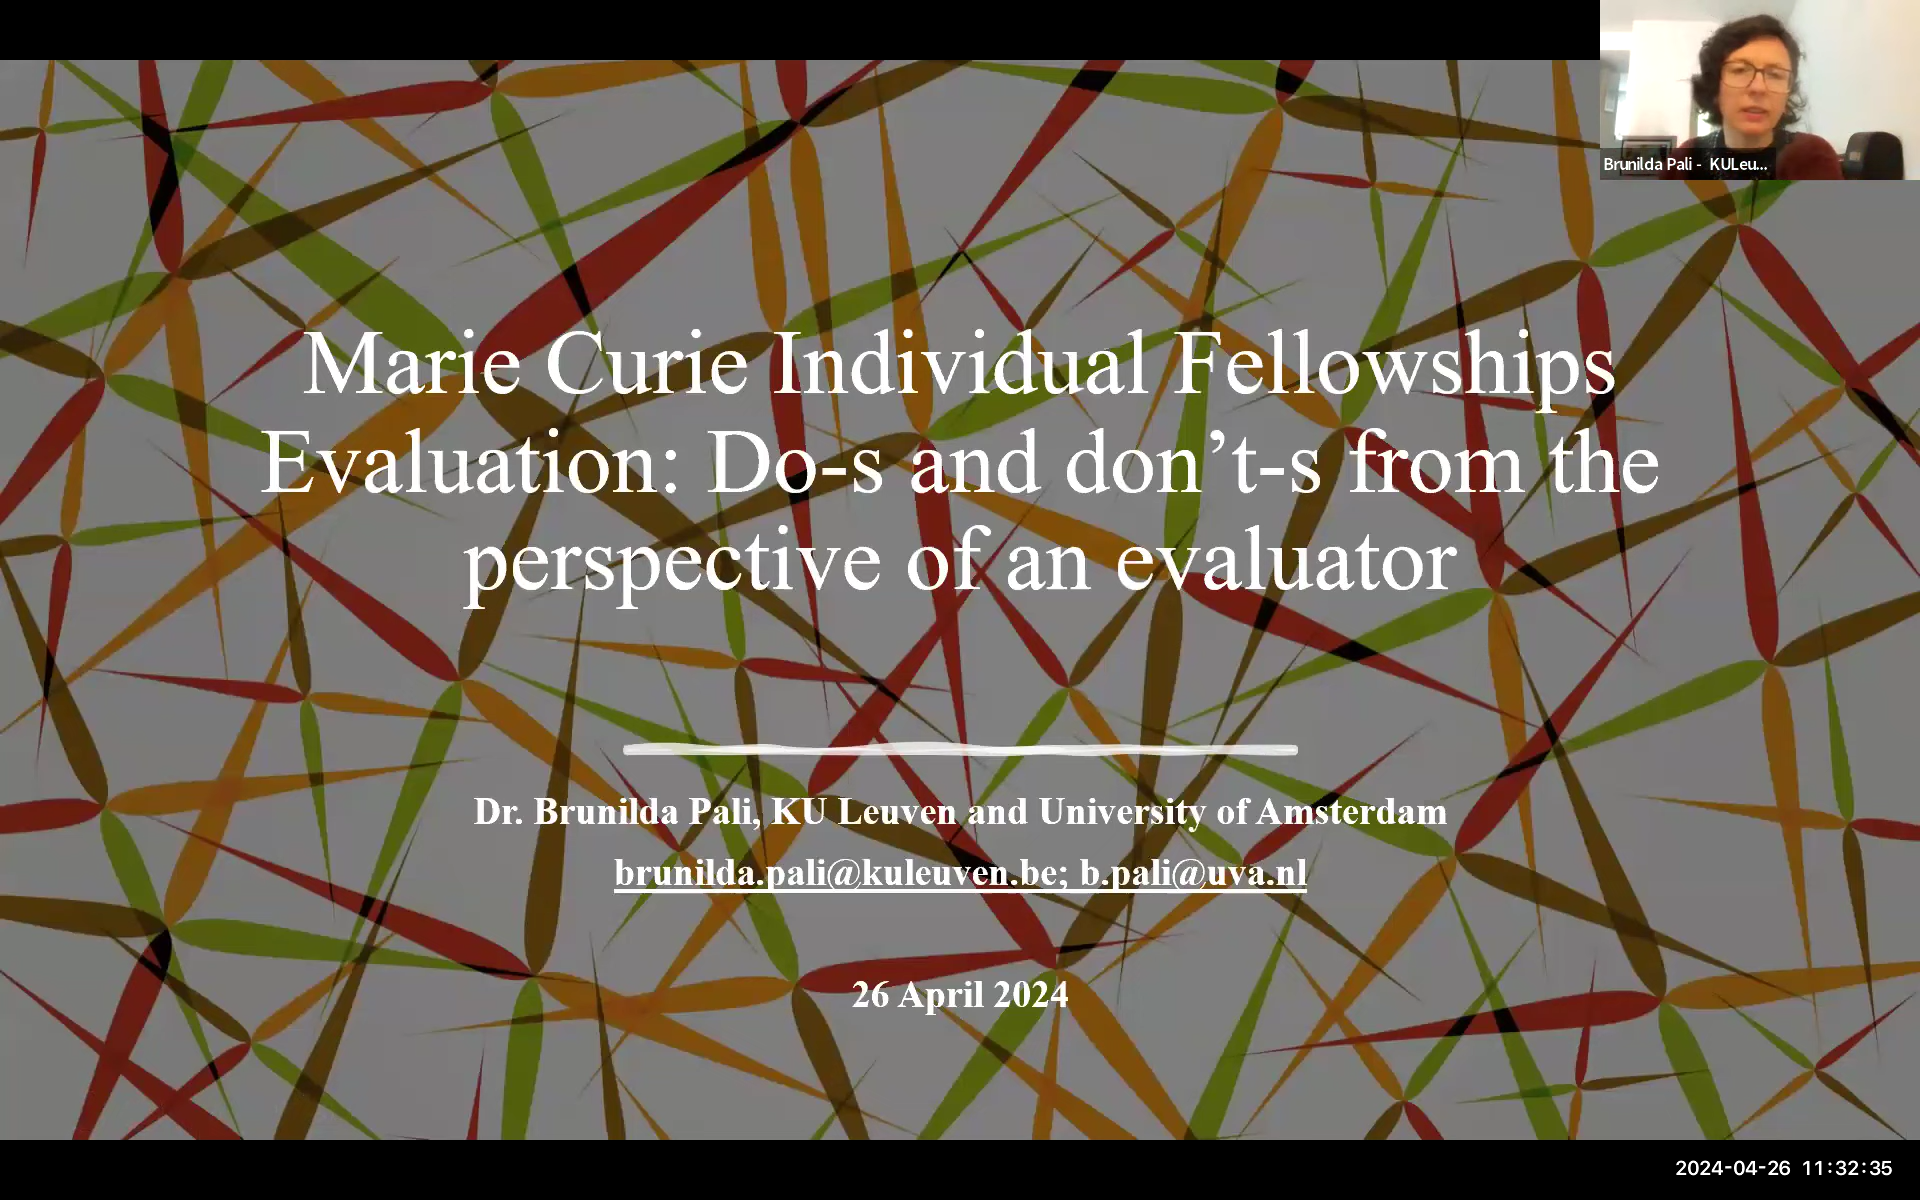 Brunilda Pali - KULeu...
Marie Curie Individual Fellowships
Evaluation: Do-s and don’t-s from the
perspective of an evaluator
Dr. Brunilda Pali, KU Leuven and University of Amsterdam
brunilda.pali@kuleuven.be; b.pali@uva.nl
26 April 2024
2024-04-26 11:32:35